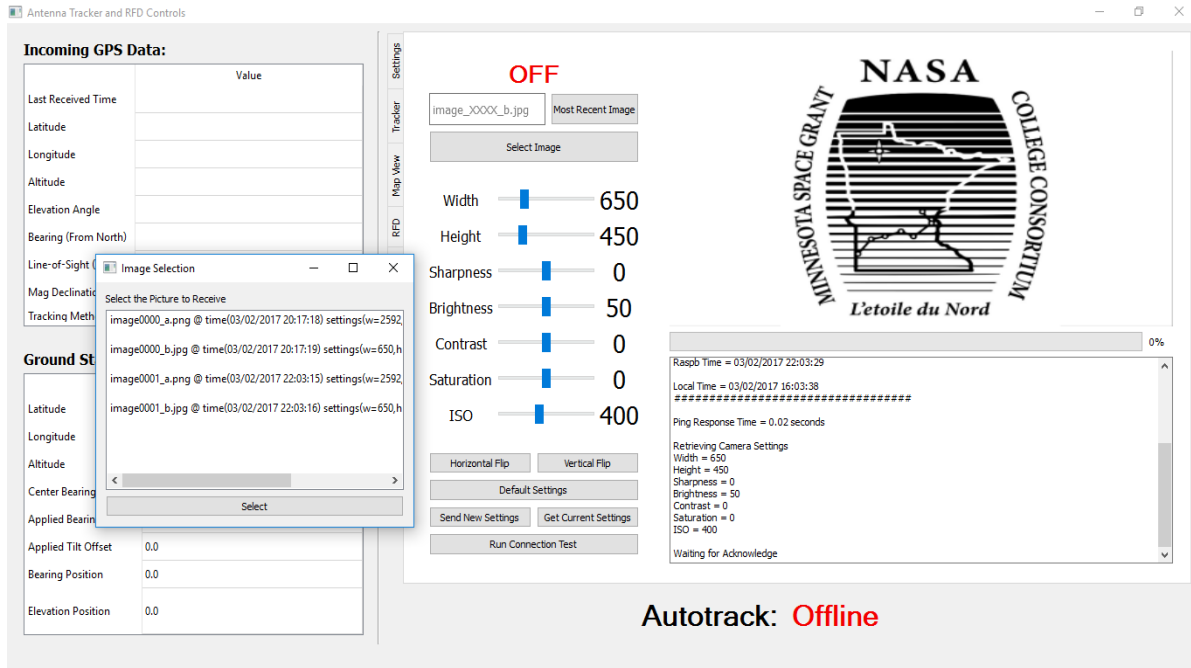 Antenna Tracker and RFD Controls
Incoming GPS Data:
Value
Last Received Time
Latitude
Longitude
Altitude
Elevation Angle
Bearing (From North)
Line-of-Sight (
Mag Declinatio
Tracking Meth
Ground St
Latitude
Longitude
Altitude
Center Bearing
Applied Bearin
Applied Tilt Offset 0.0
Bearing Position 0.0
Elevation Position 0.0
Image Selection
Select the Picture to Receive
image0000_a.png @ time(03/02/2017 20:17:18) settings(w=2592,
image0000_b.jpg @ time(03/02/2017 20:17:19) settings(w=650,h
image0001_a.png @ time(03/02/2017 22:03:15) settings(w=2592,
image0001_b.jpg @ time(03/02/2017 22:03:16) settings(w=650,h
Select
Settings
Tracker
Map View
RFD
OFF
image_XXXX_b.jpg Most Recent Image
Select Image
Width 650
Height 450
Sharpness 0
Brightness 50
Contrast 0
Saturation 0
ISO 400
Horizontal Flip Vertical Flip
Default Settings
Send New Settings Get Current Settings
Run Connection Test
NASA
MINNESOTA SPACE GRANT
COLLEGE CONSORTIUM
L'etoile du Nord
0%
Raspb Time = 03/02/2017 22:03:29
Local Time = 03/02/2017 16:03:38
##################################
Ping Response Time = 0.02 seconds
Retrieving Camera Settings
Width = 650
Height = 450
Sharpness = 0
Brightness = 50
Contrast = 0
Saturation = 0
ISO = 400
Waiting for Acknowledge
Autotrack: Offline